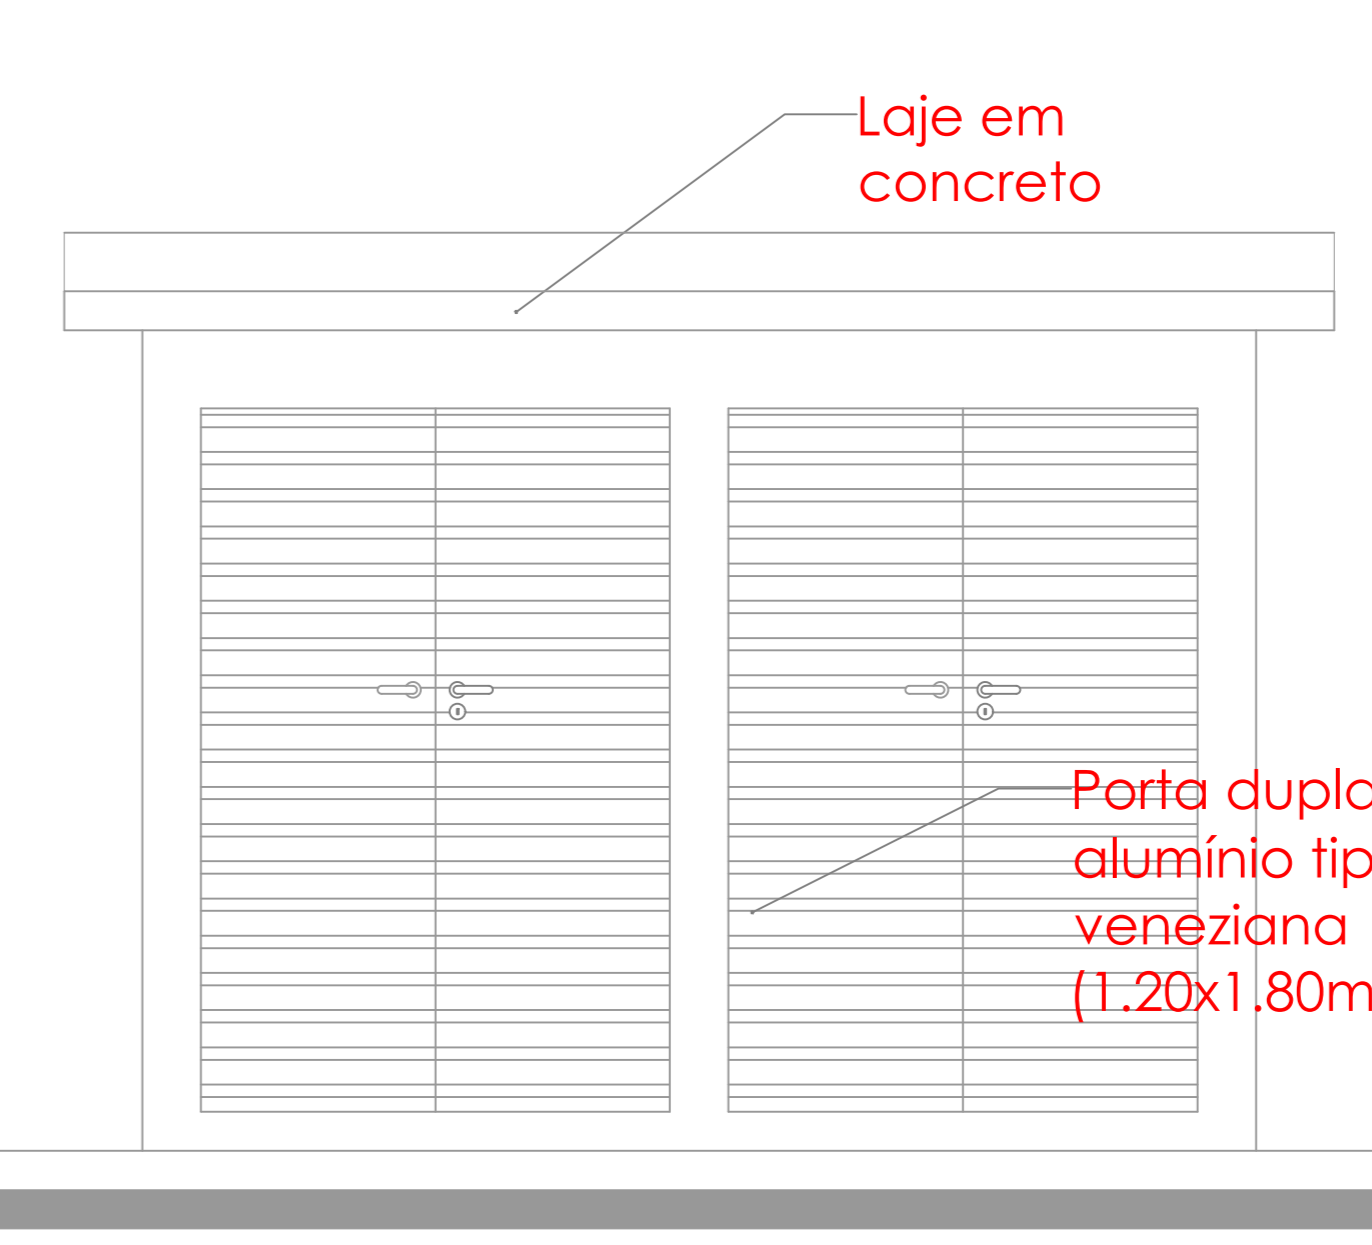 Laje em
concreto
Porta dupla
alumínio tip
veneziana
(1.20x1.80m